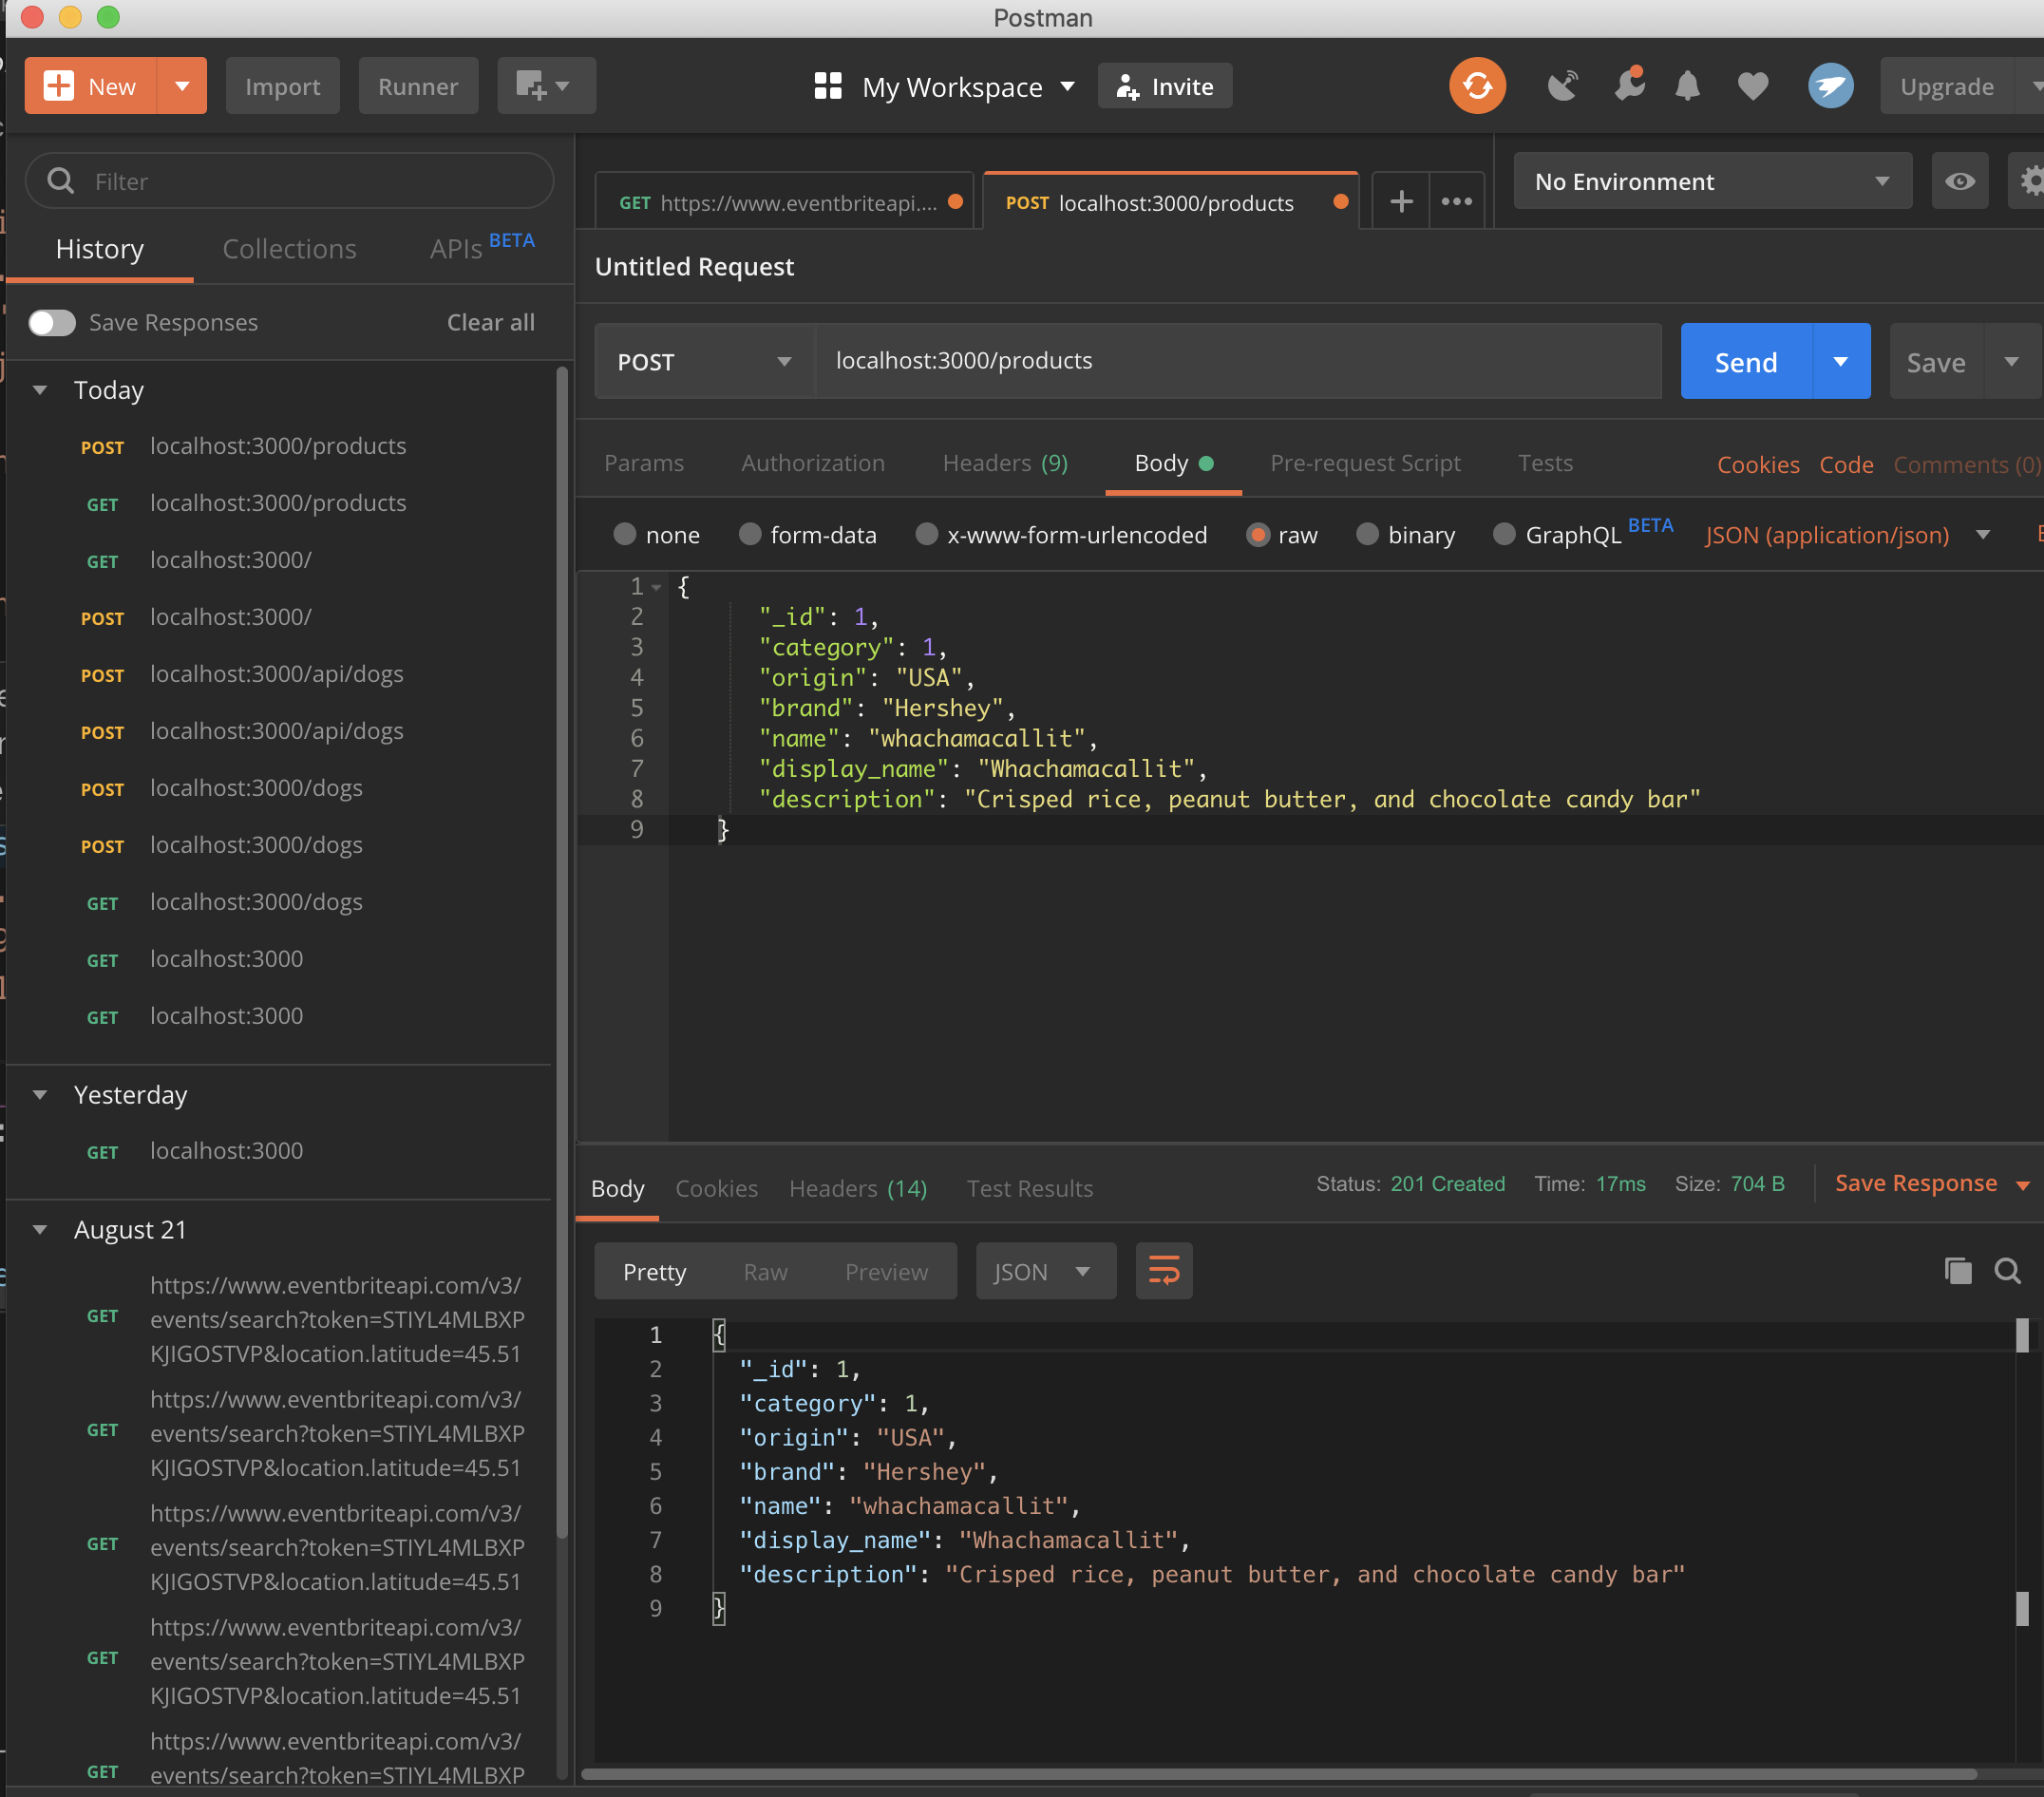 Postman
New
Import
Runner
My Workspace
Invite
Upgrade
Filter
History
Collections
APIs BETA
Save Responses
Clear all
Today
POST localhost:3000/products
GET localhost:3000/products
GET localhost:3000/
POST localhost:3000/
POST localhost:3000/api/dogs
POST localhost:3000/api/dogs
POST localhost:3000/dogs
POST localhost:3000/dogs
GET localhost:3000/dogs
GET localhost:3000
GET localhost:3000
Yesterday
GET localhost:3000
August 21
https://www.eventbriteapi.com/v3/
GET events/search?token=STIYL4MLBXP
KJIGOSTVP&location.latitude=45.51
https://www.eventbriteapi.com/v3/
GET events/search?token=STIYL4MLBXP
KJIGOSTVP&location.latitude=45.51
https://www.eventbriteapi.com/v3/
GET events/search?token=STIYL4MLBXP
KJIGOSTVP&location.latitude=45.51
https://www.eventbriteapi.com/v3/
GET events/search?token=STIYL4MLBXP
KJIGOSTVP&location.latitude=45.51
https://www.eventbriteapi.com/v3/
GET events/search?token=STIYL4MLBXP
GET https://www.eventbriteapi....
POST localhost:3000/products
No Environment
Untitled Request
POST localhost:3000/products
Send
Save
Params Authorization Headers (9) Body Pre-request Script Tests Cookies Code Comments (0)
none form-data x-www-form-urlencoded raw binary GraphQL BETA JSON (application/json)
1 {
2 "_id": 1,
3 "category": 1,
4 "origin": "USA",
5 "brand": "Hershey",
6 "name": "whachamacallit",
7 "display_name": "Whachamacallit",
8 "description": "Crisped rice, peanut butter, and chocolate candy bar"
9 }
Body Cookies Headers (14) Test Results Status: 201 Created Time: 17ms Size: 704 B Save Response
Pretty Raw Preview JSON
1 {
2 "_id": 1,
3 "category": 1,
4 "origin": "USA",
5 "brand": "Hershey",
6 "name": "whachamacallit",
7 "display_name": "Whachamacallit",
8 "description": "Crisped rice, peanut butter, and chocolate candy bar"
9 }